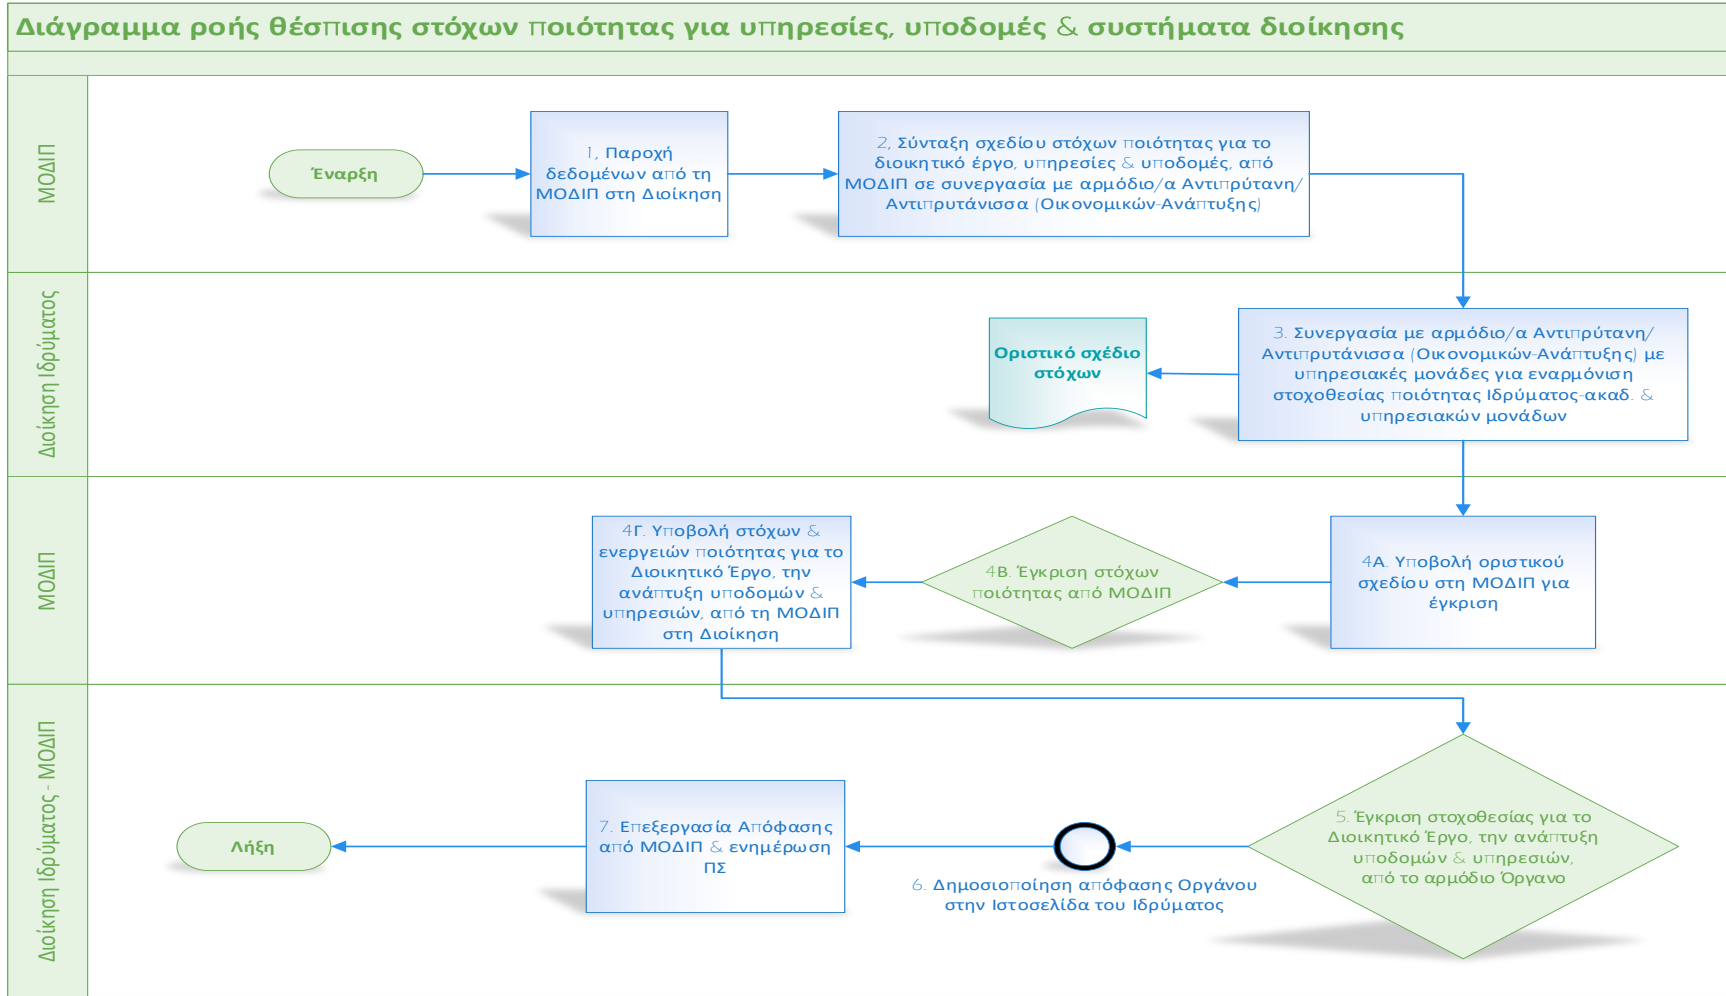 Διάγραμμα ροής θέσπισης στόχων ποιότητας για υπηρεσίες, υποδομές & συστήματα διοίκησης
ΜΟΔΙΠ
Έναρξη
1, Παροχή
δεδομένων από τη
ΜΟΔΙΠ στη Διοίκηση
2, Σύνταξη σχεδίου στόχων ποιότητας για το
διοικητικό έργο, υπηρεσίες & υποδομές, από
ΜΟΔΙΠ σε συνεργασία με αρμόδιο/α Αντιπρύτανη/
Αντιπρυτάνισσα (Οικονομικών-Ανάπτυξης)
Διοίκηση Ιδρύματος
Οριστικό σχέδιο
στόχων
3. Συνεργασία με αρμόδιο/α Αντιπρύτανη/
Αντιπρυτάνισσα (Οικονομικών-Ανάπτυξης) με
υπηρεσιακές μονάδες για εναρμόνιση
στοχοθεσίας ποιότητας Ιδρύματος-ακαδ. &
υπηρεσιακών μονάδων
ΜΟΔΙΠ
4Γ. Υποβολή στόχων &
ενεργειών ποιότητας για το
Διοικητικό Έργο, την
ανάπτυξη υποδομών &
υπηρεσιών, από τη ΜΟΔΙΠ
στη Διοίκηση
4Β. Έγκριση στόχων
ποιότητας από ΜΟΔΙΠ
4Α. Υποβολή οριστικού
σχεδίου στη ΜΟΔΙΠ για
έγκριση
Διοίκηση Ιδρύματος - ΜΟΔΙΠ
Λήξη
7. Επεξεργασία Απόφασης
από ΜΟΔΙΠ & ενημέρωση
ΠΣ
6. Δημοσιοποίηση απόφασης Οργάνου
στην Ιστοσελίδα του Ιδρύματος
5. Έγκριση στοχοθεσίας για το
Διοικητικό Έργο, την ανάπτυξη
υποδομών & υπηρεσιών,
από το αρμόδιο Όργανο